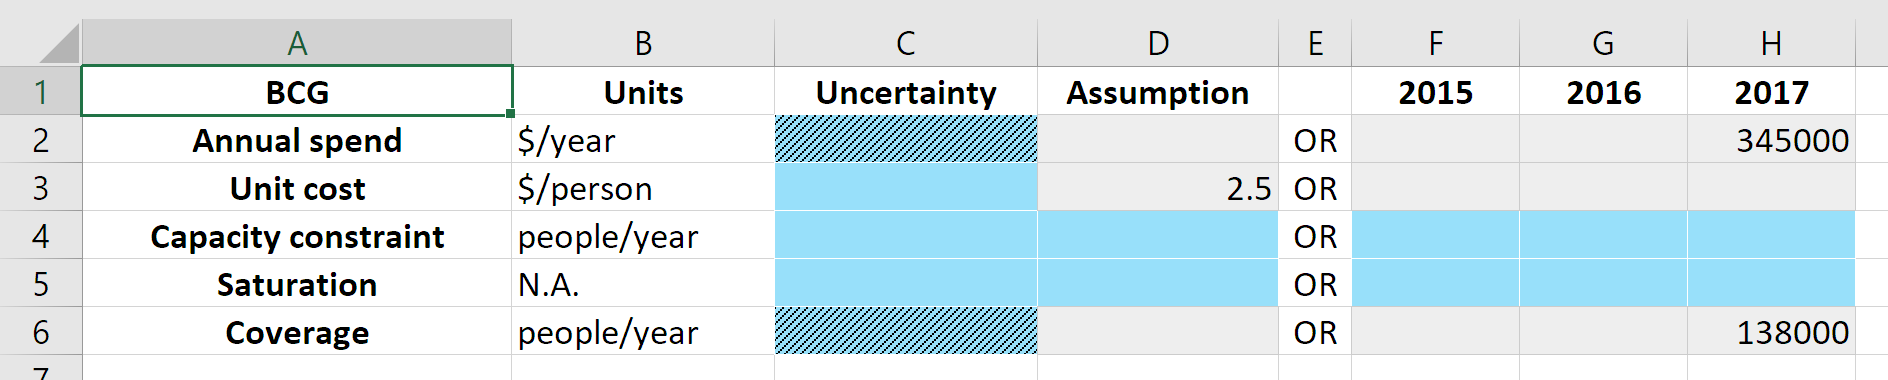 A B C D E F G H
1 BCG Units Uncertainty Assumption 2015 2016 2017
2 Annual spend $/year OR 345000
3 Unit cost $/person 2.5 OR
4 Capacity constraint people/year OR
5 Saturation N.A. OR
6 Coverage people/year OR 138000
7